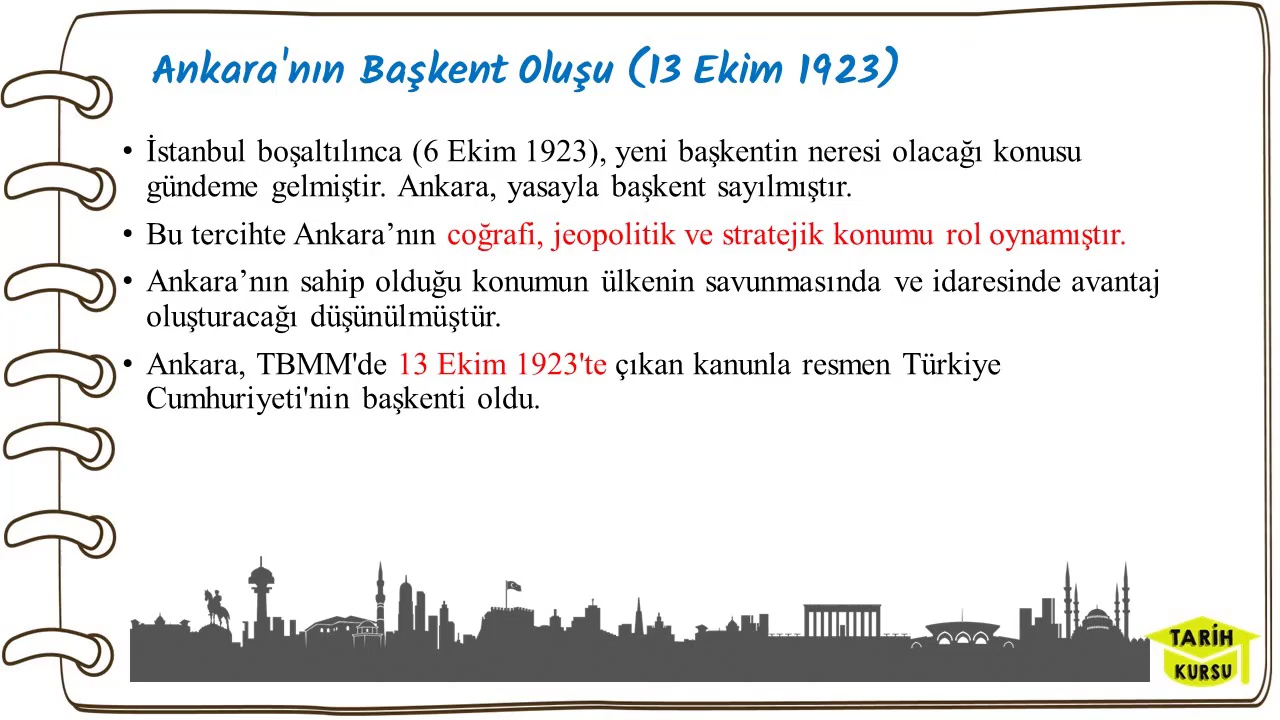 Ankara'nın Başkent Oluşu (13 Ekim 1923)
• İstanbul boşaltılınca (6 Ekim 1923), yeni başkentin neresi olacağı konusu
gündeme gelmiştir. Ankara, yasayla başkent sayılmıştır.
• Bu tercihte Ankara’nın coğrafi, jeopolitik ve stratejik konumu rol oynamıştır.
• Ankara’nın sahip olduğu konumun ülkenin savunmasında ve idaresinde avantaj
oluşturacağı düşünülmüştür.
• Ankara, TBMM'de 13 Ekim 1923'te çıkan kanunla resmen Türkiye
Cumhuriyeti'nin başkenti oldu.
TARİH
KURSU